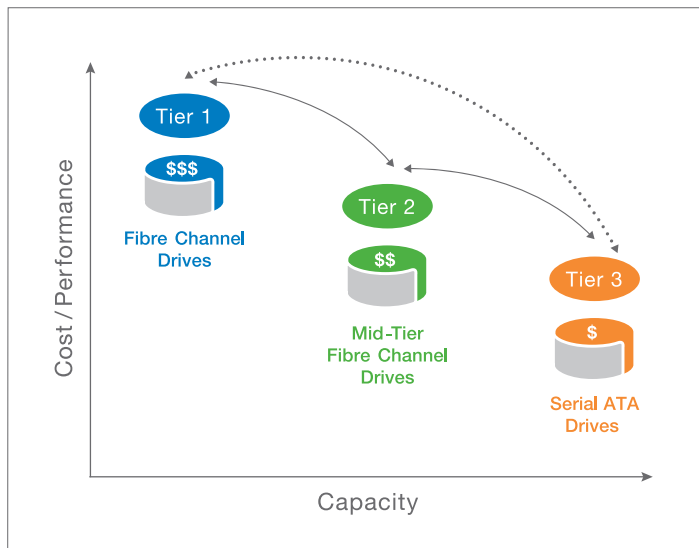 Tier 1
$$$
Fibre Channel
Drives
Tier 2
$$
Mid-Tier
Fibre Channel
Drives
Tier 3
$
Serial ATA
Drives
Cost / Performance
Capacity